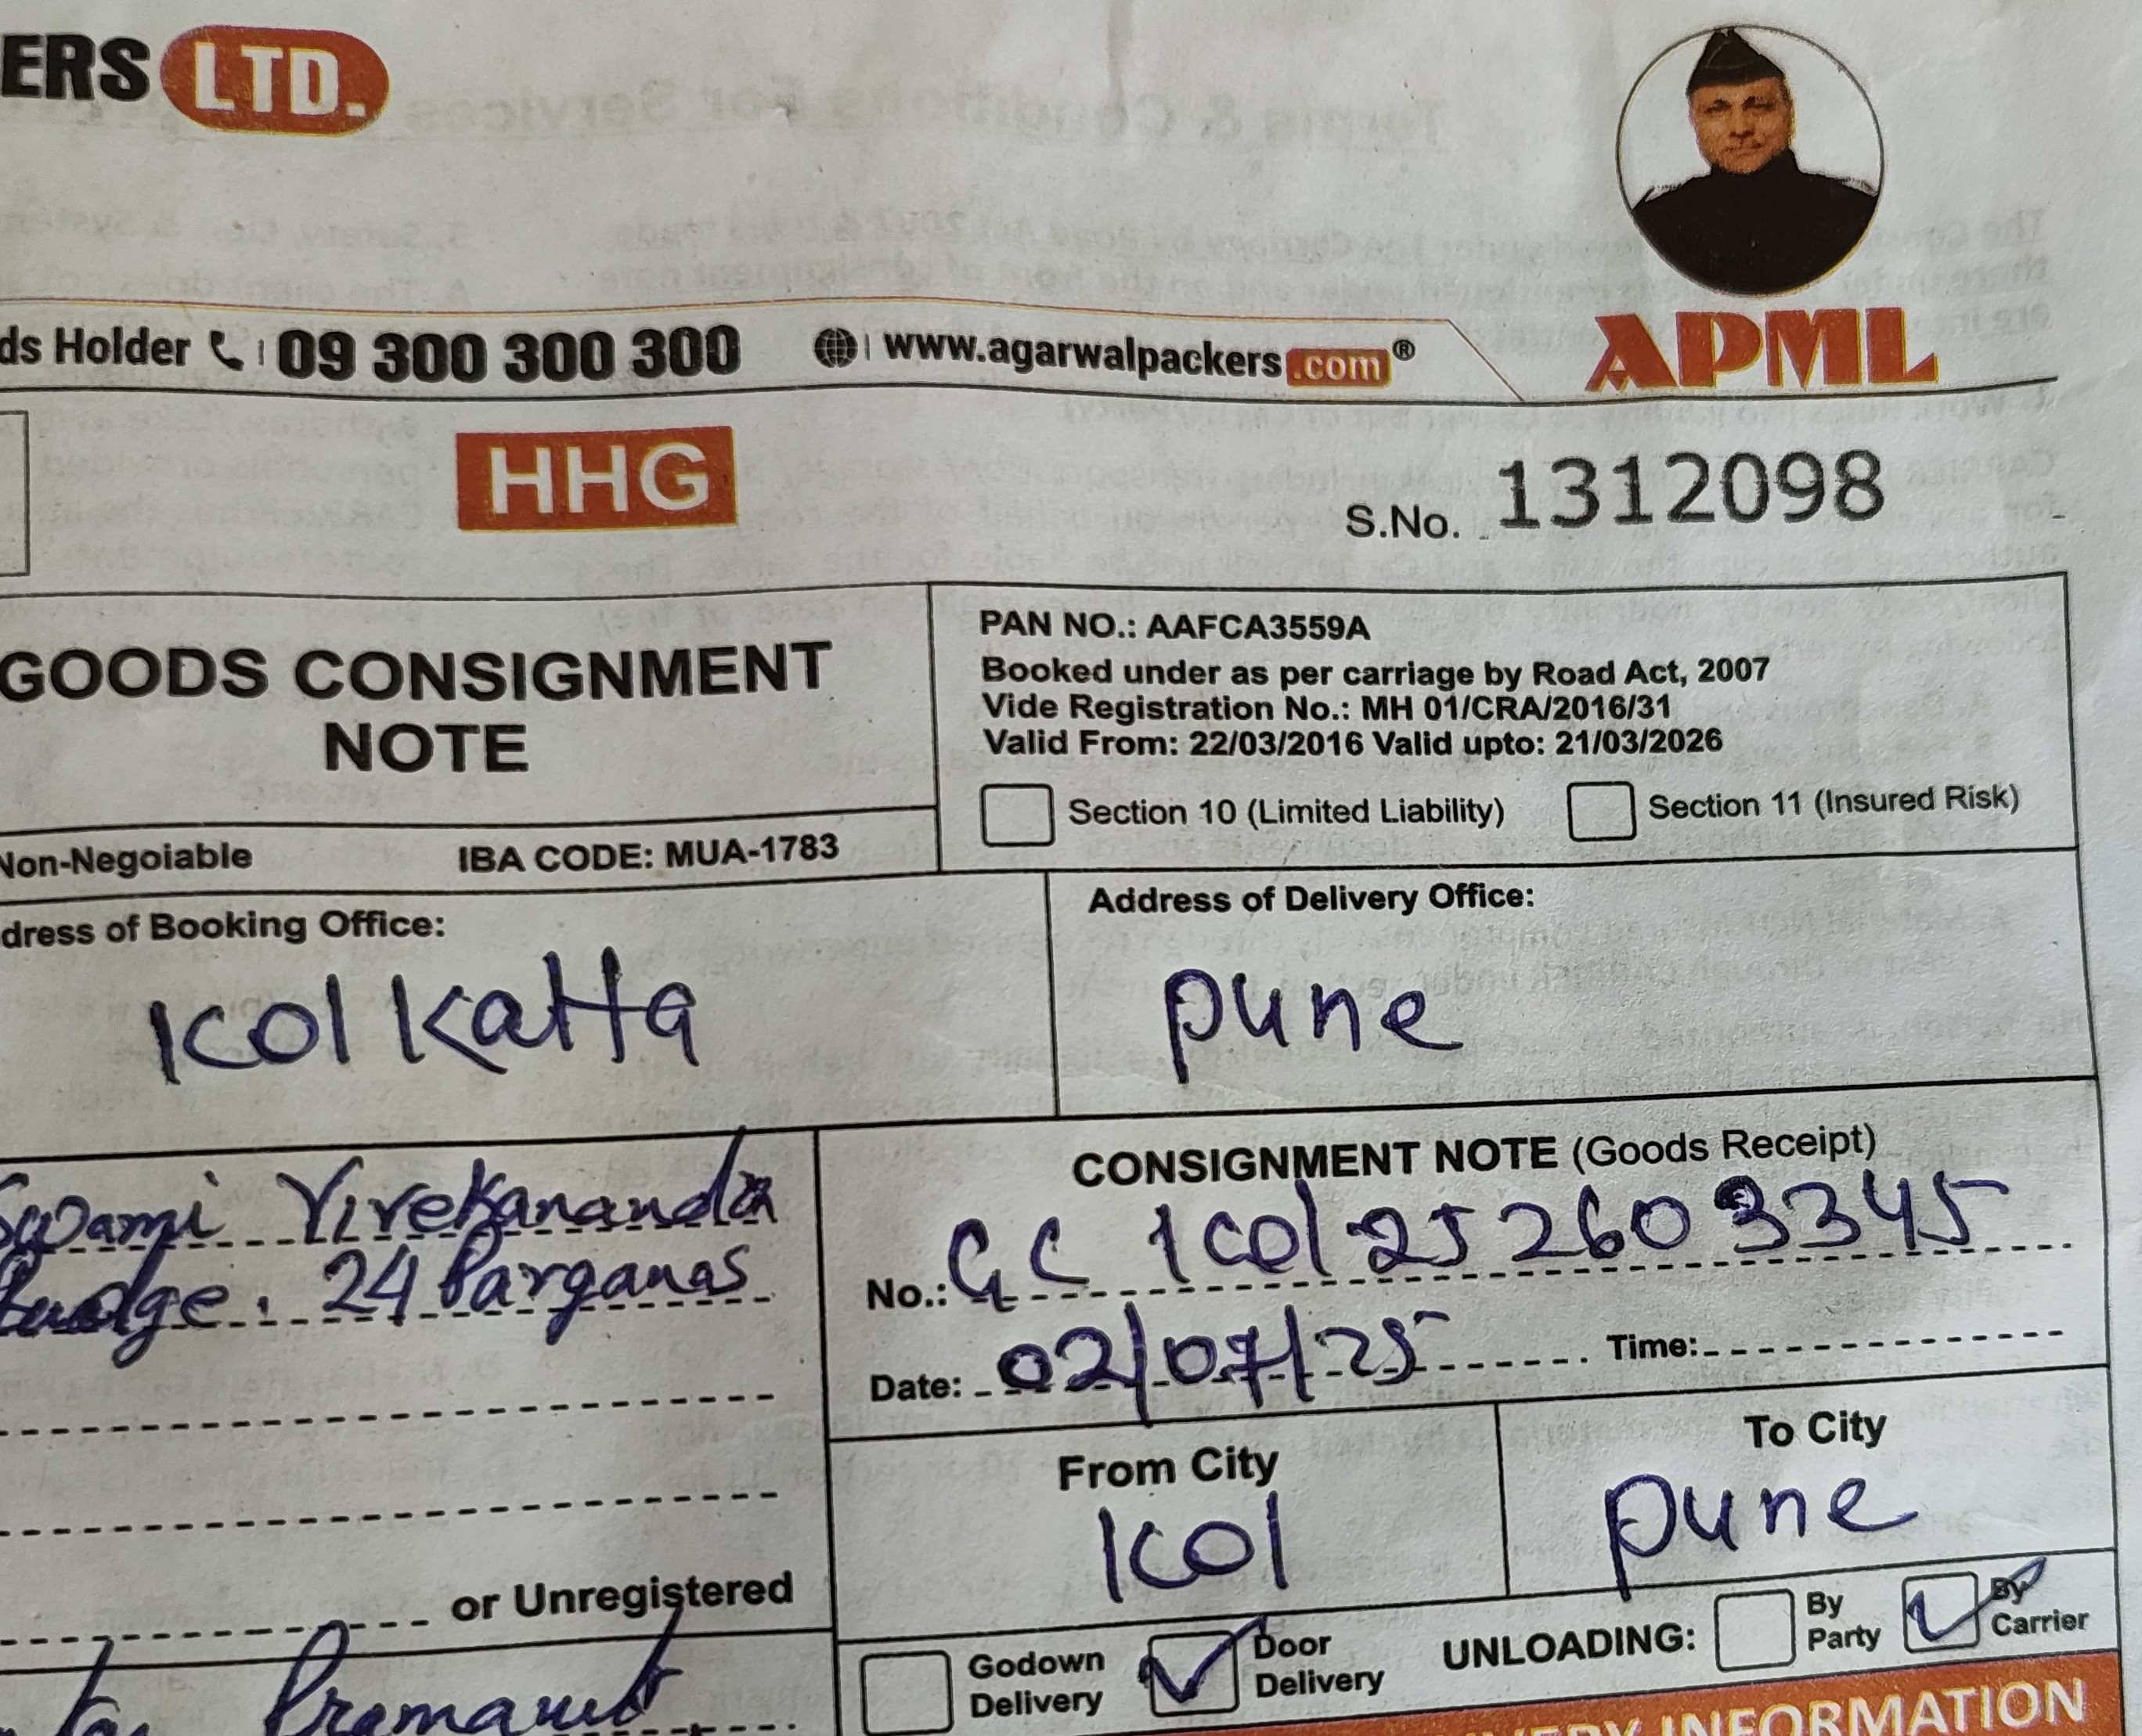 ERS LTD.
ds Holder 09 300 300 300 www.agarwalpackers.com®
APML
HHG
S.No. 1312098
GOODS CONSIGNMENT
NOTE
PAN NO.: AAFCA3559A
Booked under as per carriage by Road Act, 2007
Vide Registration No.: MH 01/CRA/2016/31
Valid From: 22/03/2016 Valid upto: 21/03/2026
Section 10 (Limited Liability) Section 11 (Insured Risk)
Non-Negoiable IBA CODE: MUA-1783
dress of Booking Office:
Kolkatta
Address of Delivery Office:
Pune
Swami Vivekananda
Budge. 24 Parganas
CONSIGNMENT NOTE (Goods Receipt)
No.: GC Kol 252603345
Date: 02/07/25 Time:
From City
Kol
To City
Pune
or Unregistered
Godown
Delivery
Door
Delivery
UNLOADING:
By
Party
By
Carrier
Pramanik
VERY INFORMATION